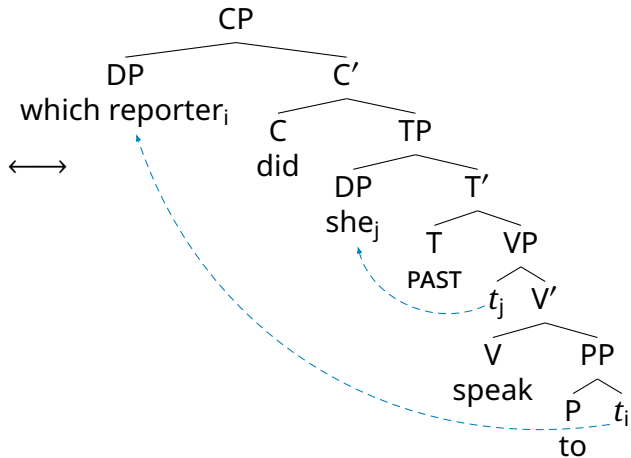 CP
DP C′
which reporterᵢ
C TP
⟷ did
DP T′
sheⱼ
T VP
PAST tⱼ V′
V PP
speak
P tᵢ
to